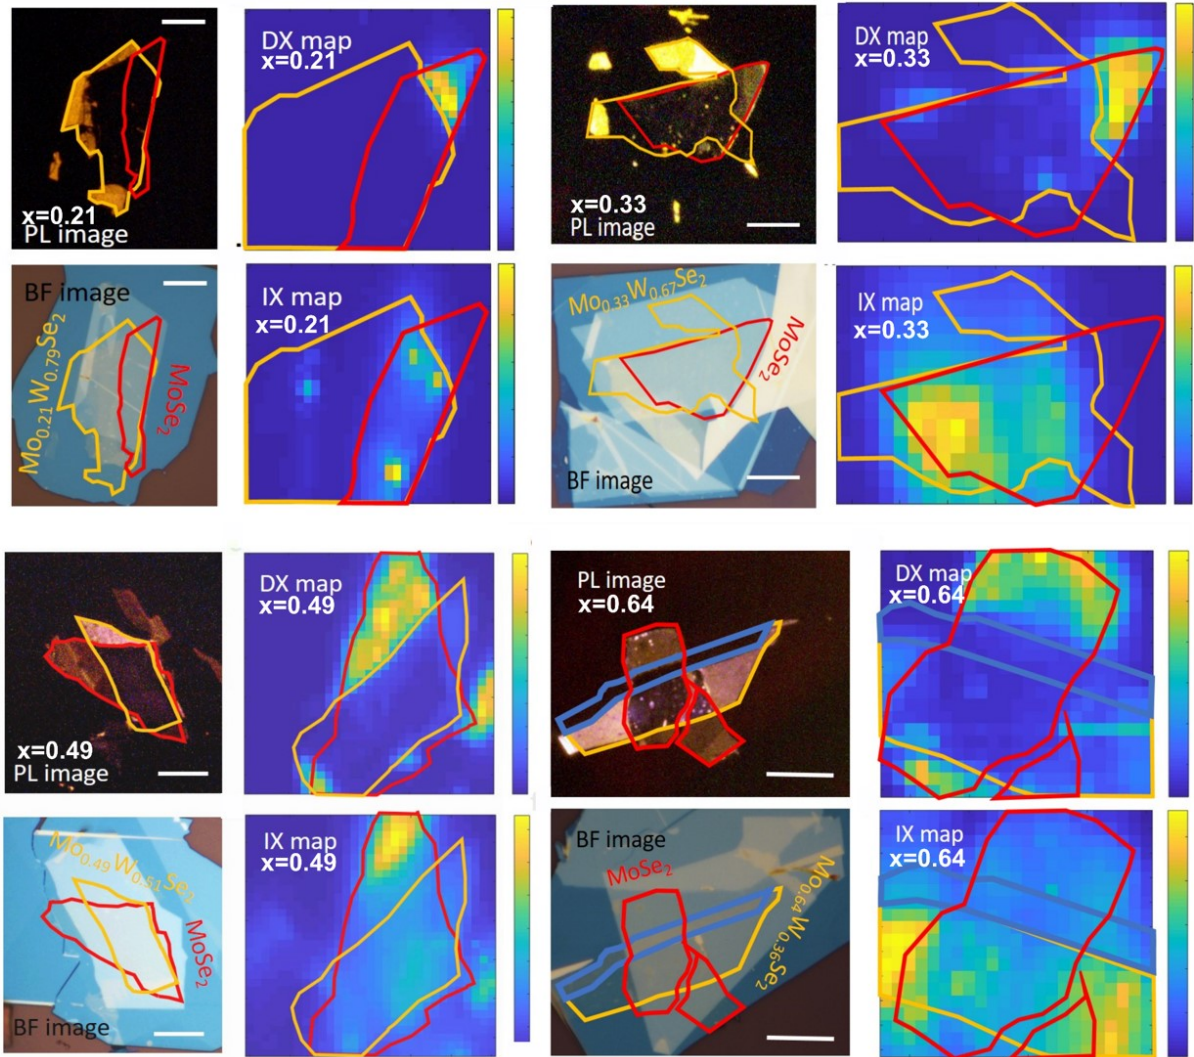 x=0.21
PL image
DX map
x=0.21
x=0.33
PL image
DX map
x=0.33
BF image
Mo0.21W0.79Se2
MoSe2
IX map
x=0.21
Mo0.33W0.67Se2
MoSe2
BF image
IX map
x=0.33
x=0.49
PL image
DX map
x=0.49
PL image
x=0.64
DX map
x=0.64
Mo0.49W0.51Se2
MoSe2
BF image
IX map
x=0.49
BF image
MoSe2
Mo0.64W0.36Se2
IX map
x=0.64